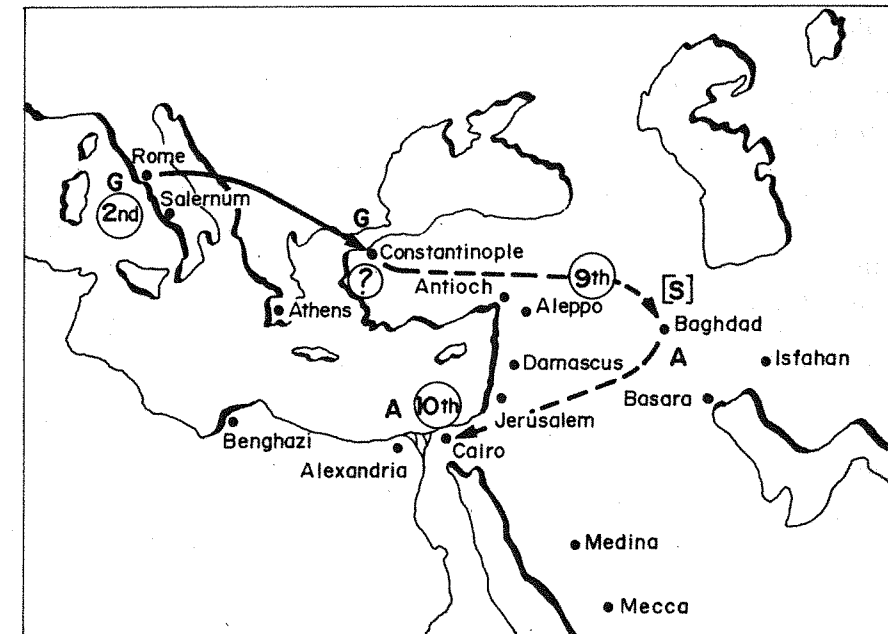 Rome
G
Salernum
2nd
G
Constantinople
?
9th
[S]
Antioch
Aleppo
Athens
Baghdad
A
Isfahan
Damascus
Basara
A
10th
Jerusalem
Benghazi
Cairo
Alexandria
Medina
Mecca